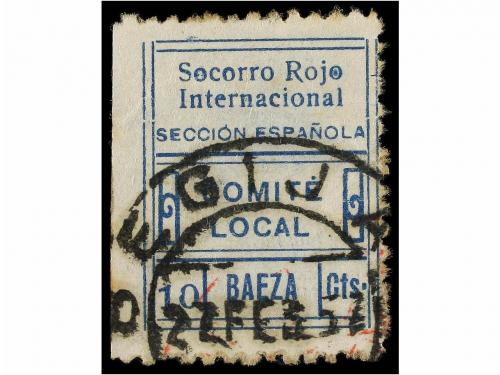 Socorro Rojo
Internacional
SECCIÓN ESPAÑOLA
COMITÉ
LOCAL
10 BAEZA Cts.